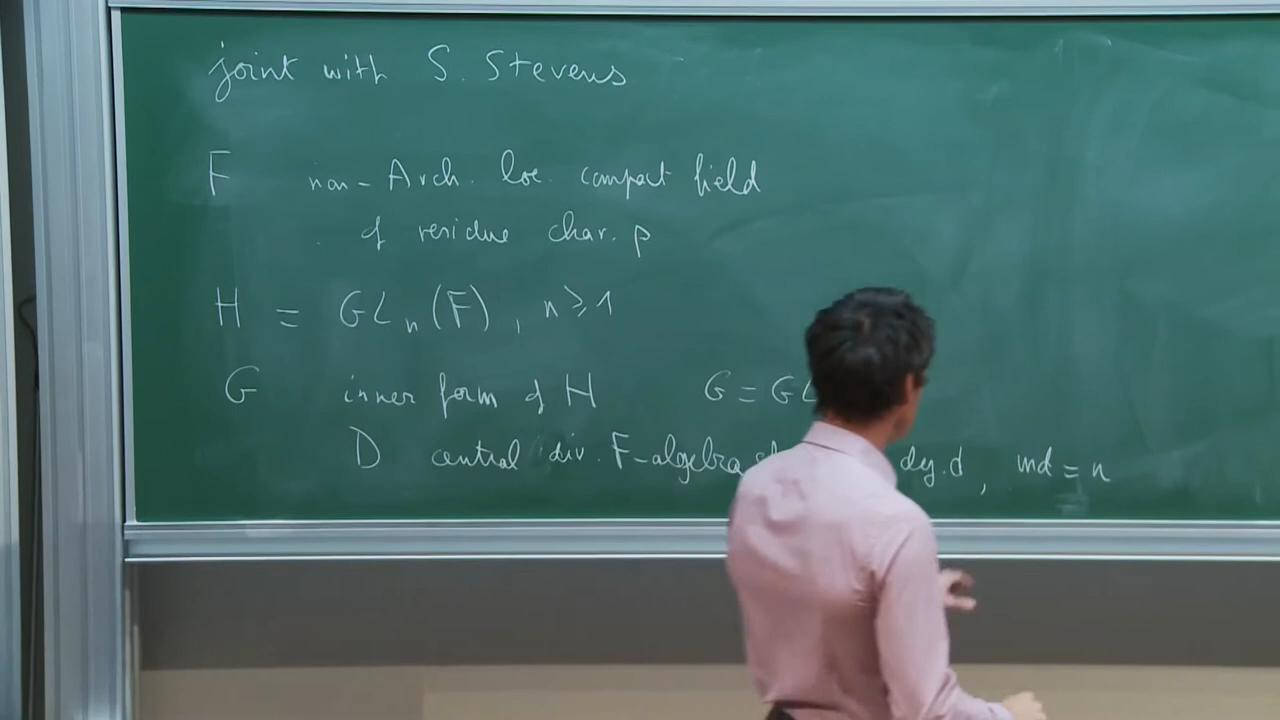 joint with S. Stevens
F non-Arch. loc. compact field
of residue char. p
H = GL_n(F), n ≥ 1
G inner form of H G = GL
D central div. F-algebra deg. d, md = n